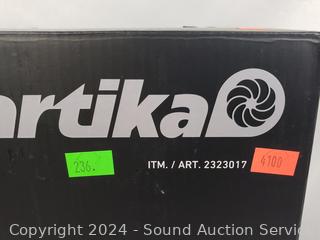 artika
236.
ITM. / ART. 2323017
4100
Copyright 2024 - Sound Auction Service